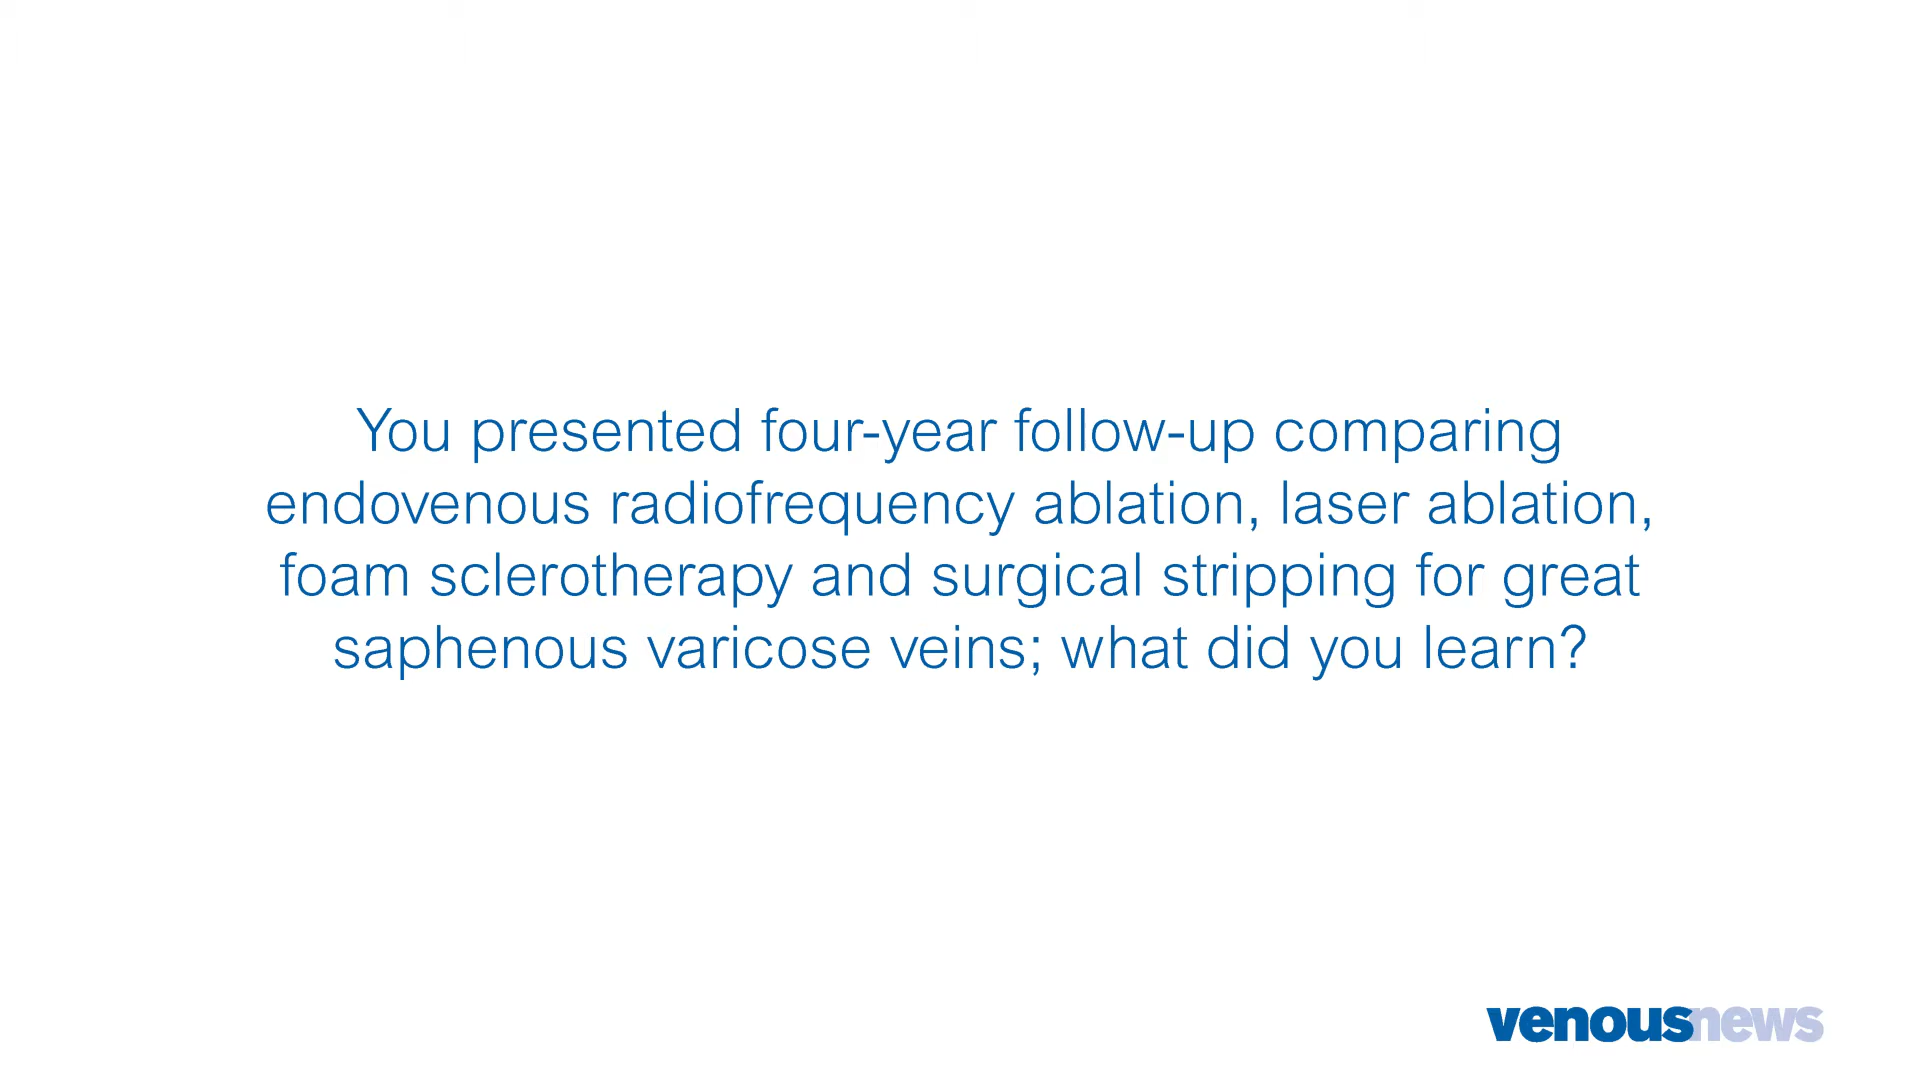 You presented four-year follow-up comparing
endovenous radiofrequency ablation, laser ablation,
foam sclerotherapy and surgical stripping for great
saphenous varicose veins; what did you learn?
venousnews